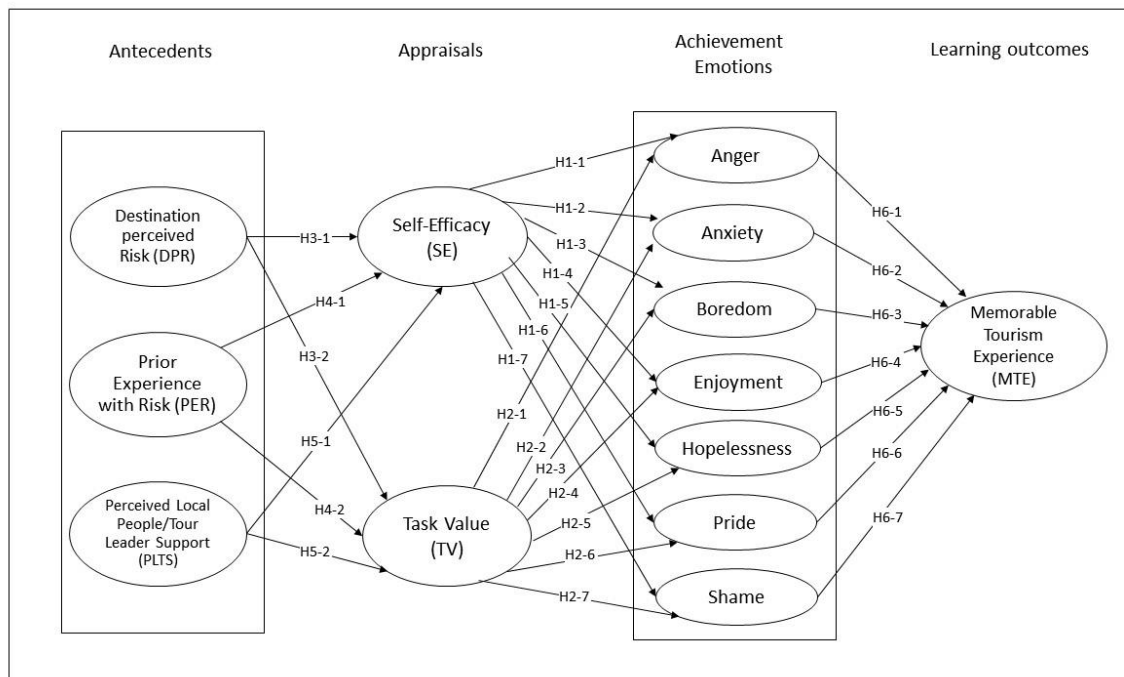 Antecedents
Appraisals
Achievement
Emotions
Learning outcomes
Destination
perceived
Risk (DPR)
Prior
Experience
with Risk (PER)
Perceived Local
People/Tour
Leader Support
(PLTS)
H3-1
H4-1
H3-2
H5-1
H4-2
H5-2
Self-Efficacy
(SE)
Task Value
(TV)
H1-1
H1-2
H1-3
H1-4
H1-5
H1-6
H1-7
H2-1
H2-2
H2-3
H2-4
H2-5
H2-6
H2-7
Anger
Anxiety
Boredom
Enjoyment
Hopelessness
Pride
Shame
H6-1
H6-2
H6-3
H6-4
H6-5
H6-6
H6-7
Memorable
Tourism
Experience
(MTE)